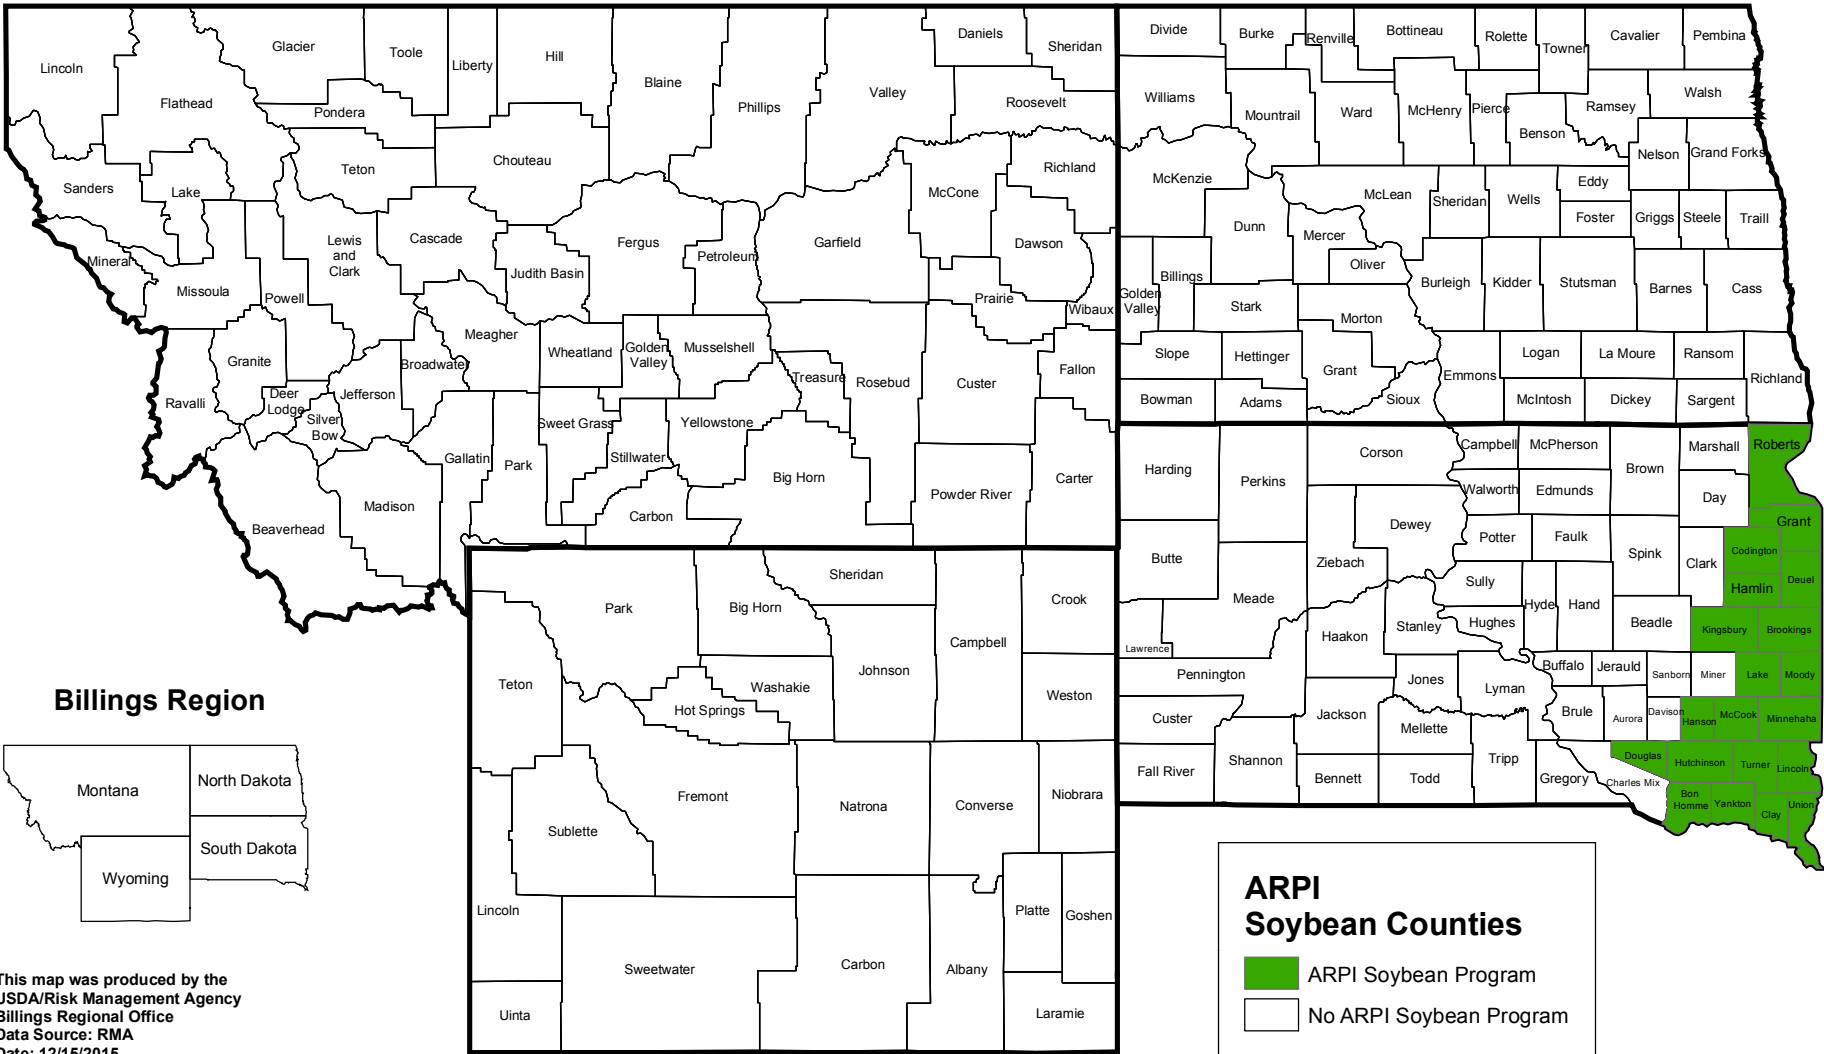 Lincoln
Flathead
Glacier
Toole
Liberty
Hill
Blaine
Phillips
Valley
Daniels
Sheridan
Roosevelt
Pondera
Teton
Chouteau
Sanders
Lake
Mineral
Missoula
Powell
Lewis
and
Clark
Cascade
Judith Basin
Fergus
Petroleum
Garfield
McCone
Richland
Dawson
Prairie
Wibaux
Granite
Ravalli
Deer
Lodge
Silver
Bow
Jefferson
Broadwater
Meagher
Wheatland
Golden
Valley
Musselshell
Treasure
Rosebud
Custer
Fallon
Sweet Grass
Stillwater
Yellowstone
Big Horn
Powder River
Carter
Beaverhead
Madison
Gallatin
Park
Carbon
Divide
Burke
Renville
Bottineau
Rolette
Towner
Cavalier
Pembina
Williams
Mountrail
Ward
McHenry
Pierce
Benson
Ramsey
Walsh
Nelson
Grand Forks
McKenzie
McLean
Sheridan
Wells
Eddy
Foster
Griggs
Steele
Traill
Dunn
Mercer
Oliver
Billings
Golden
Valley
Stark
Morton
Burleigh
Kidder
Stutsman
Barnes
Cass
Slope
Hettinger
Grant
Sioux
Emmons
Logan
La Moure
Ransom
Richland
Bowman
Adams
McIntosh
Dickey
Sargent
Harding
Perkins
Corson
Campbell
McPherson
Brown
Marshall
Roberts
Walworth
Edmunds
Day
Grant
Butte
Ziebach
Dewey
Potter
Faulk
Spink
Clark
Codington
Hamlin
Deuel
Meade
Sully
Hyde
Hand
Beadle
Kingsbury
Brookings
Lawrence
Haakon
Stanley
Hughes
Buffalo
Jerauld
Sanborn
Miner
Lake
Moody
Pennington
Jones
Lyman
Brule
Aurora
Davison
Hanson
McCook
Minnehaha
Custer
Jackson
Mellette
Tripp
Gregory
Charles Mix
Douglas
Hutchinson
Turner
Lincoln
Fall River
Shannon
Bennett
Todd
Bon
Homme
Yankton
Clay
Union
Park
Big Horn
Sheridan
Campbell
Crook
Teton
Johnson
Washakie
Hot Springs
Weston
Sublette
Fremont
Natrona
Converse
Niobrara
Lincoln
Sweetwater
Carbon
Albany
Platte
Goshen
Uinta
Laramie
Billings Region
Montana
North Dakota
South Dakota
Wyoming
This map was produced by the
USDA/Risk Management Agency
Billings Regional Office
Data Source: RMA
Date: 12/15/2015
ARPI
Soybean Counties
ARPI Soybean Program
No ARPI Soybean Program